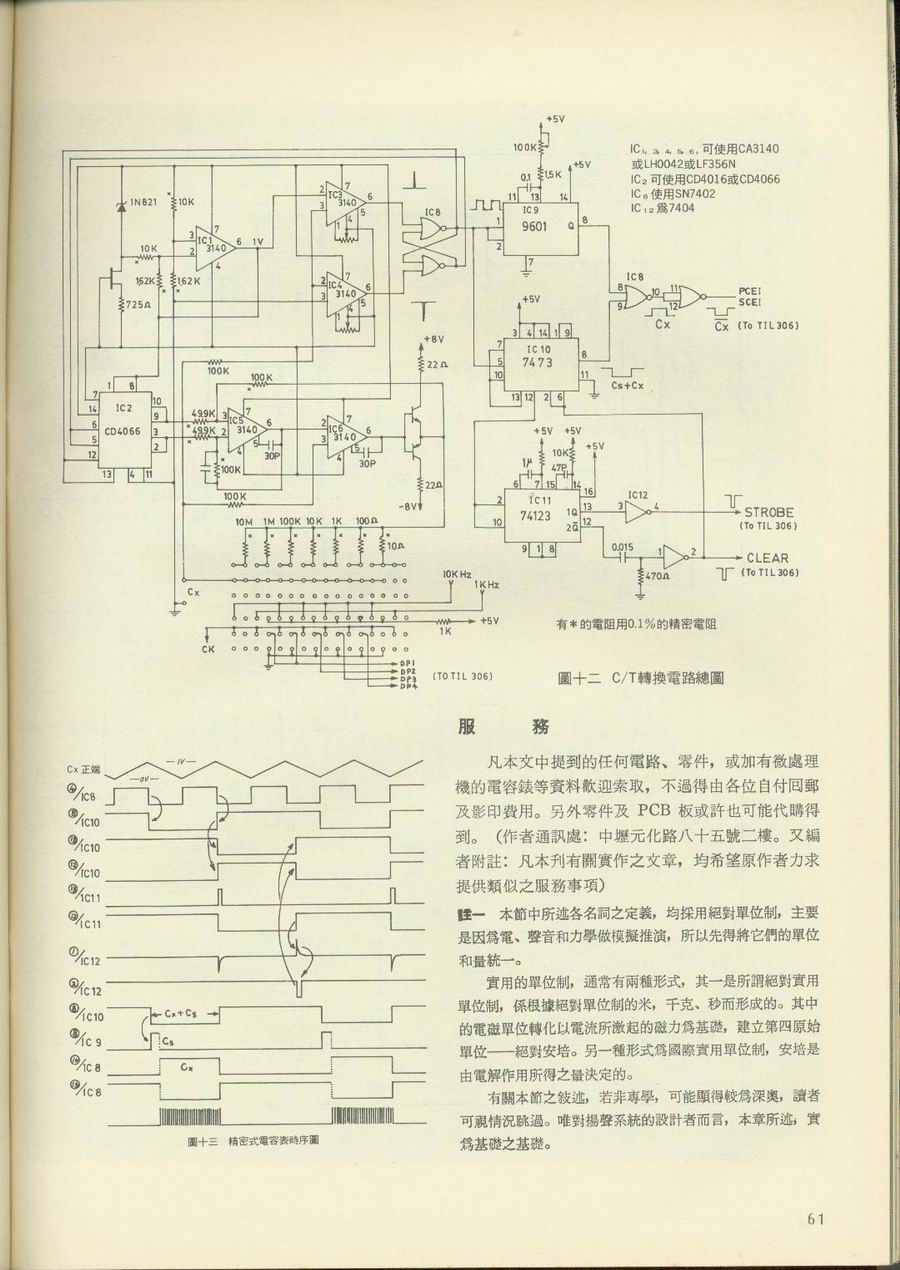 IC1, 3, 4, 5, 6, 可使用CA3140
或LH0042或LF356N
IC2 可使用CD4016或CD4066
IC8 使用SN7402
IC12 爲7404
1N821
10K
10K
162K
1.62K
725Ω
IC1
3140
1V
IC3
3140
IC4
3140
IC8
100K
+5V
0.1
1.5K
+5V
IC9
9601
Q
IC8
PCEI
SCEI
Cx
Cx
(To TIL306)
+5V
IC10
7473
Cs+Cx
+8V
22Ω
22Ω
-8V
100K
100K
IC2
CD4066
49.9K
49.9K
IC5
3140
30P
IC6
3140
30P
100K
100K
+5V
+5V
+5V
1μ
10K
47P
IC11
74123
1Q
2Q
IC12
STROBE
(To TIL306)
0.015
470Ω
CLEAR
(To TIL306)
10M 1M 100K 10K 1K 100Ω
10Ω
Cx
10KHz
1KHz
+5V
1K
CK
DP1
DP2
DP3
DP4
(TO TIL 306)
有*的電阻用0.1%的精密電阻
圖十二 C/T轉換電路總圖
Cx 正端
1V
0V
IC8
IC10
IC10
IC10
IC11
IC11
IC12
IC12
IC10
Cx+Cs
IC9
Cs
IC8
Cx
IC8
圖十三 精密式電容表時序圖
服 務
凡本文中提到的任何電路、零件，或加有微處理
機的電容錶等資料歡迎索取，不過得由各位自付回郵
及影印費用。另外零件及 PCB 板或許也可能代購得
到。（作者通訊處：中壢元化路八十五號二樓。又編
者附註：凡本刊有關實作之文章，均希望原作者力求
提供類似之服務事項）
註一 本節中所述各名詞之定義，均採用絕對單位制，主要
是因爲電、聲音和力學做模擬推演，所以先得將它們的單位
和量統一。
實用的單位制，通常有兩種形式，其一是所謂絕對實用
單位制，係根據絕對單位制的米，千克、秒而形成的。其中
的電磁單位轉化以電流所激起的磁力爲基礎，建立第四原始
單位——絕對安培。另一種形式爲國際實用單位制，安培是
由電解作用所得之量決定的。
有關本節之敍述，若非專學，可能顯得較爲深奧，讀者
可視情況跳過。唯對揚聲系統的設計者而言，本章所述，實
爲基礎之基礎。
61